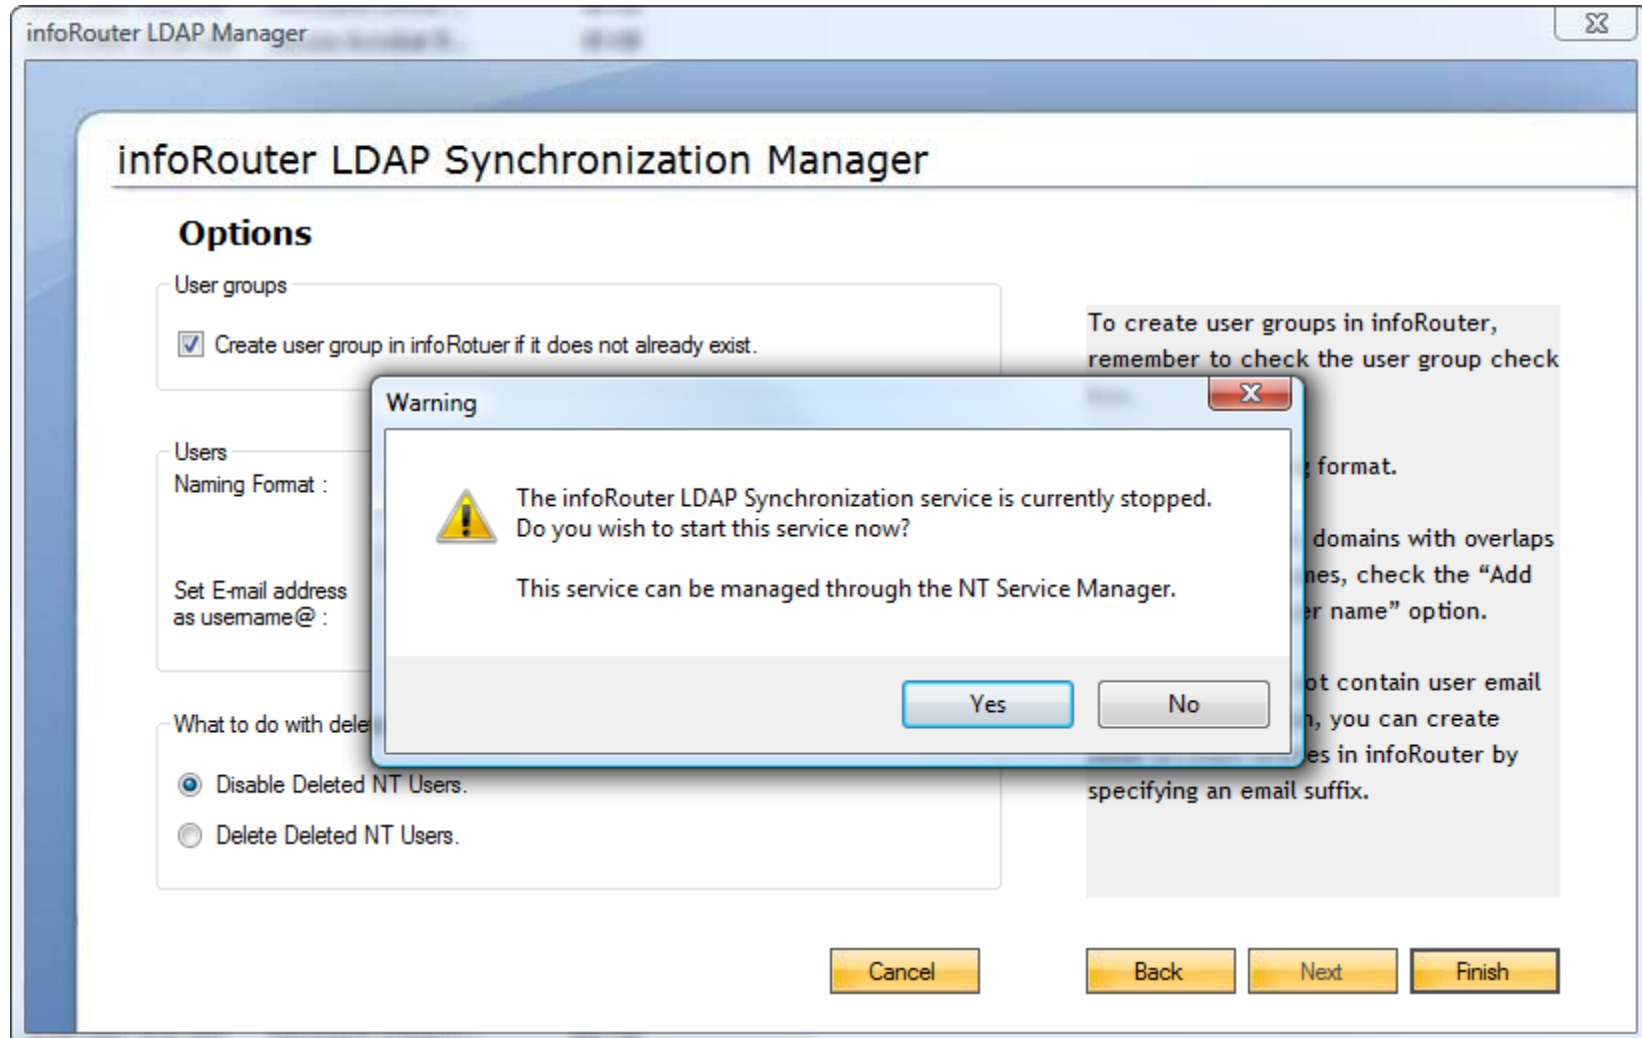 infoRouter LDAP Manager
infoRouter LDAP Synchronization Manager
Options
User groups
Create user group in infoRotuer if it does not already exist.
To create user groups in infoRouter,
remember to check the user group check
Warning
The infoRouter LDAP Synchronization service is currently stopped.
Do you wish to start this service now?
This service can be managed through the NT Service Manager.
Yes
No
Users
Naming Format :
Set E-mail address
as username@ :
format.
domains with overlaps
check the “Add
name” option.
contain user email
you can create
in infoRouter by
specifying an email suffix.
What to do with
Disable Deleted NT Users.
Delete Deleted NT Users.
Cancel
Back
Next
Finish